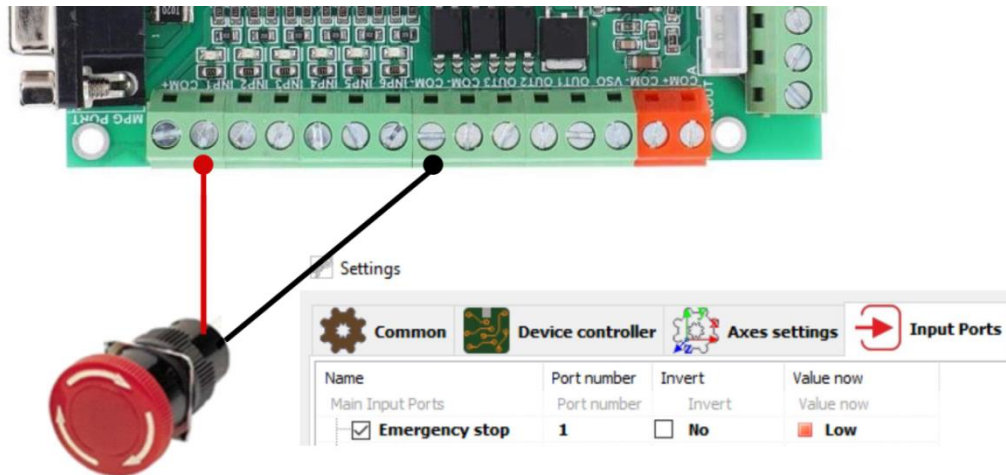 COM+ INP1 INP2 INP3 INP4 INP5 INP6 COM- COM- OUT3 OUT2 OUT1 VSO COM- COM+
MPG PORT
Settings
Common Device controller Axes settings Input Ports
Name Port number Invert Value now
Main Input Ports Port number Invert Value now
Emergency stop 1 No Low